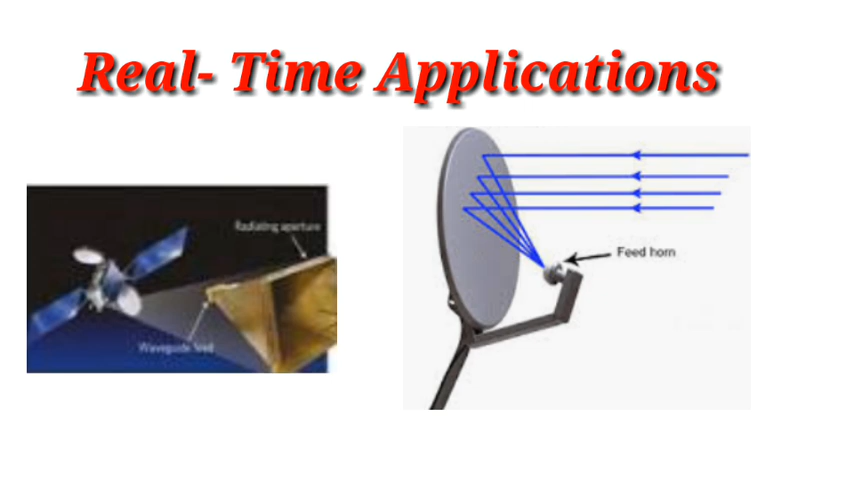 Real- Time Applications
Radiating aperture
Waveguide feed
Feed horn